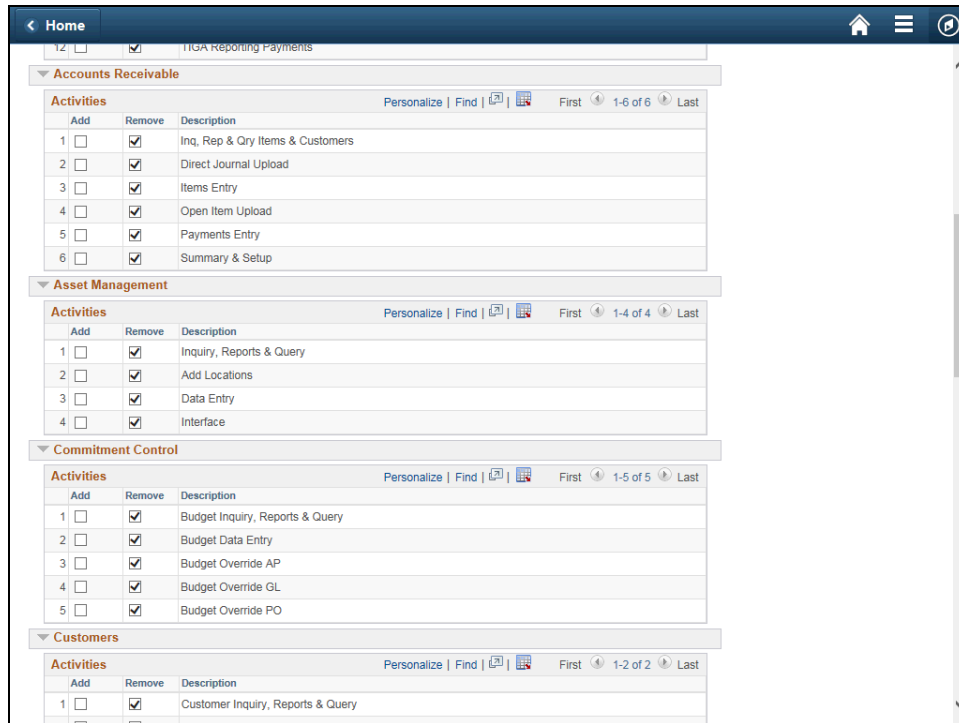 Home
12 TIGA Reporting Payments
Accounts Receivable
Activities Personalize | Find | | First 1-6 of 6 Last
Add Remove Description
1 Inq, Rep & Qry Items & Customers
2 Direct Journal Upload
3 Items Entry
4 Open Item Upload
5 Payments Entry
6 Summary & Setup
Asset Management
Activities Personalize | Find | | First 1-4 of 4 Last
Add Remove Description
1 Inquiry, Reports & Query
2 Add Locations
3 Data Entry
4 Interface
Commitment Control
Activities Personalize | Find | | First 1-5 of 5 Last
Add Remove Description
1 Budget Inquiry, Reports & Query
2 Budget Data Entry
3 Budget Override AP
4 Budget Override GL
5 Budget Override PO
Customers
Activities Personalize | Find | | First 1-2 of 2 Last
Add Remove Description
1 Customer Inquiry, Reports & Query